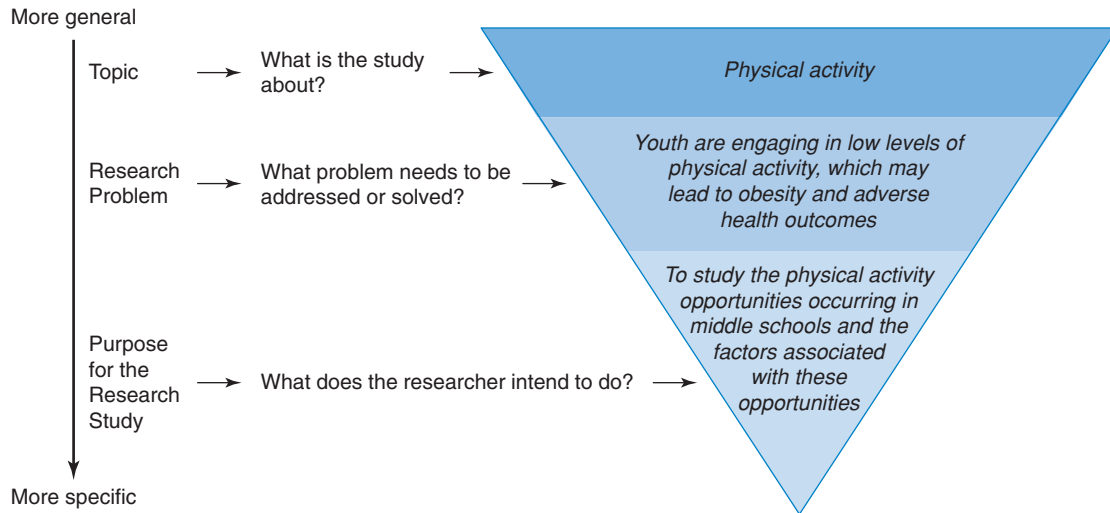 More general
Topic
What is the study
about?
Physical activity
Research
Problem
What problem needs to be
addressed or solved?
Youth are engaging in low levels of
physical activity, which may
lead to obesity and adverse
health outcomes
Purpose
for the
Research
Study
What does the researcher intend to do?
To study the physical activity
opportunities occurring in
middle schools and the
factors associated
with these
opportunities
More specific